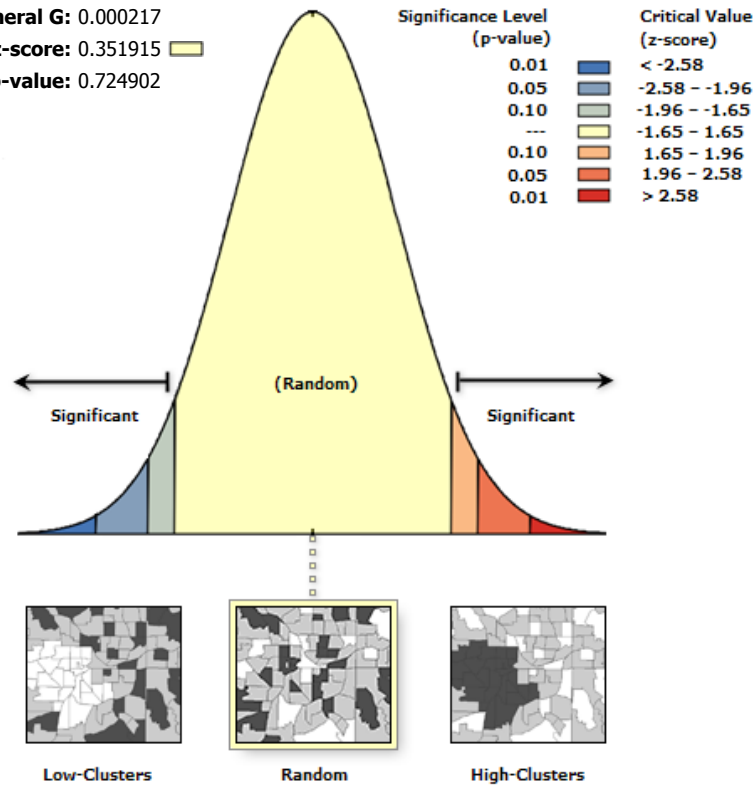 neral G: 0.000217
z-score: 0.351915
p-value: 0.724902
Significance Level
(p-value)
Critical Value
(z-score)
0.01 < -2.58
0.05 -2.58 – -1.96
0.10 -1.96 – -1.65
--- -1.65 – 1.65
0.10 1.65 – 1.96
0.05 1.96 – 2.58
0.01 > 2.58
(Random)
Significant
Significant
Low-Clusters
Random
High-Clusters